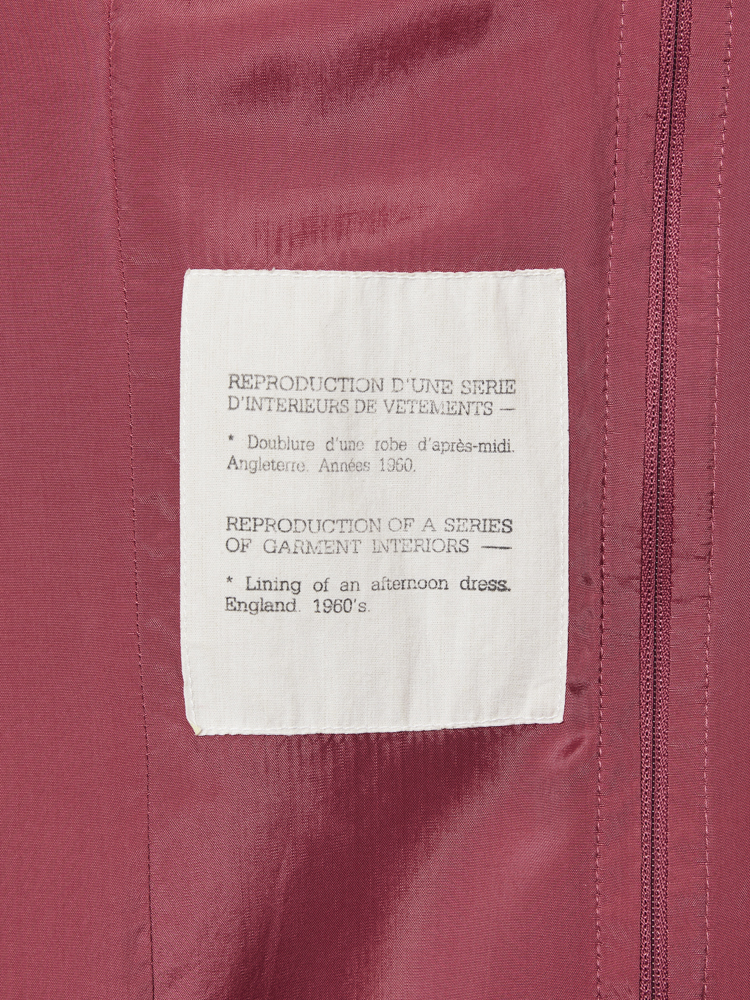 REPRODUCTION D'UNE SERIE
D'INTERIEURS DE VETEMENTS —
* Doublure d'une robe d'après-midi.
Angleterre. Années 1960.
REPRODUCTION OF A SERIES
OF GARMENT INTERIORS —
* Lining of an afternoon dress.
England. 1960's.